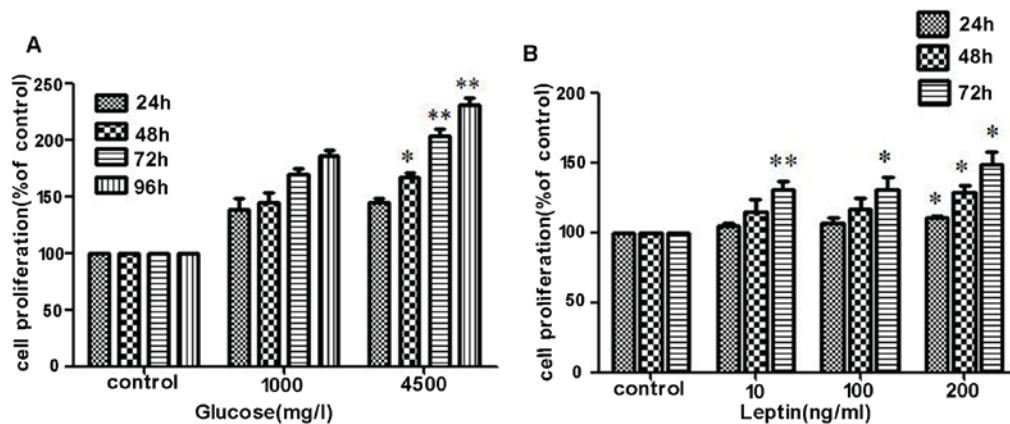 A
cell proliferation(%of control)
250
200
150
100
50
0
24h
48h
72h
96h
*
**
**
control
1000
4500
Glucose(mg/l)
B
cell proliferation(%of control)
200
150
100
50
0
24h
48h
72h
**
*
*
*
*
control
10
100
200
Leptin(ng/ml)